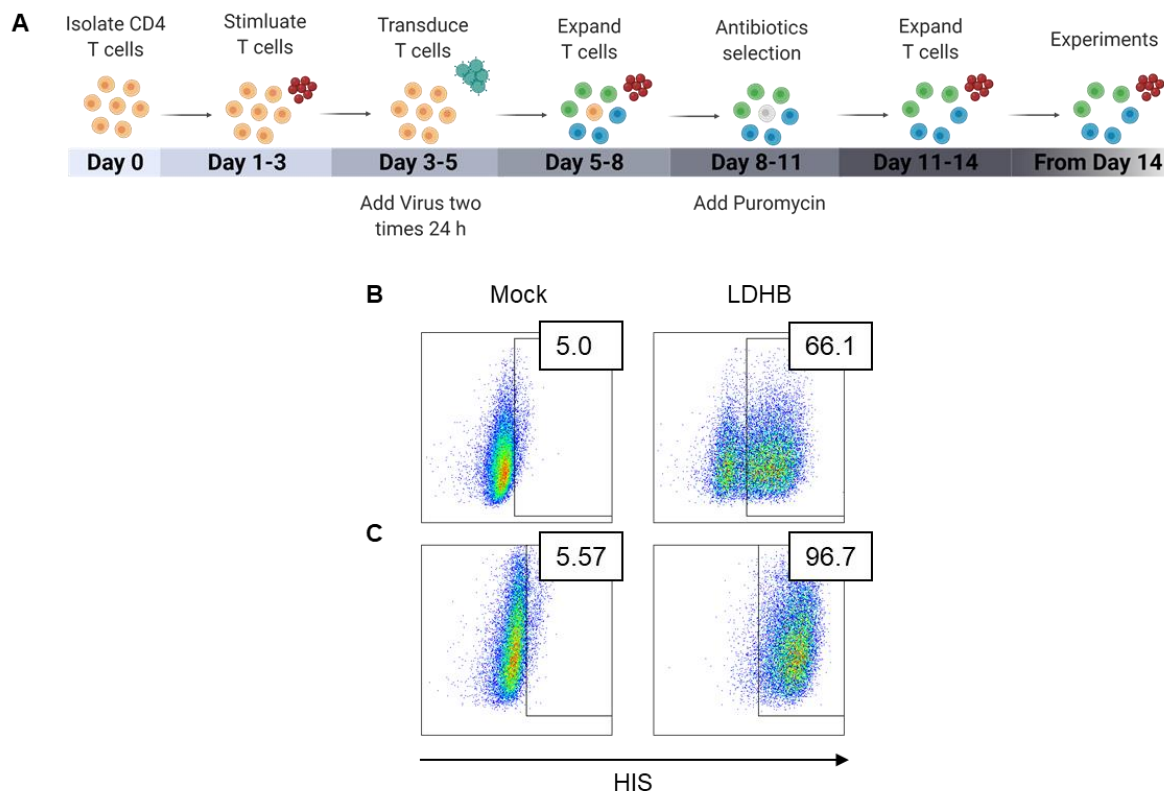 A
Isolate CD4
T cells
Stimluate
T cells
Transduce
T cells
Expand
T cells
Antibiotics
selection
Expand
T cells
Experiments
Day 0
Day 1-3
Day 3-5
Day 5-8
Day 8-11
Day 11-14
From Day 14
Add Virus two
times 24 h
Add Puromycin
B
Mock
LDHB
5.0
66.1
C
5.57
96.7
HIS